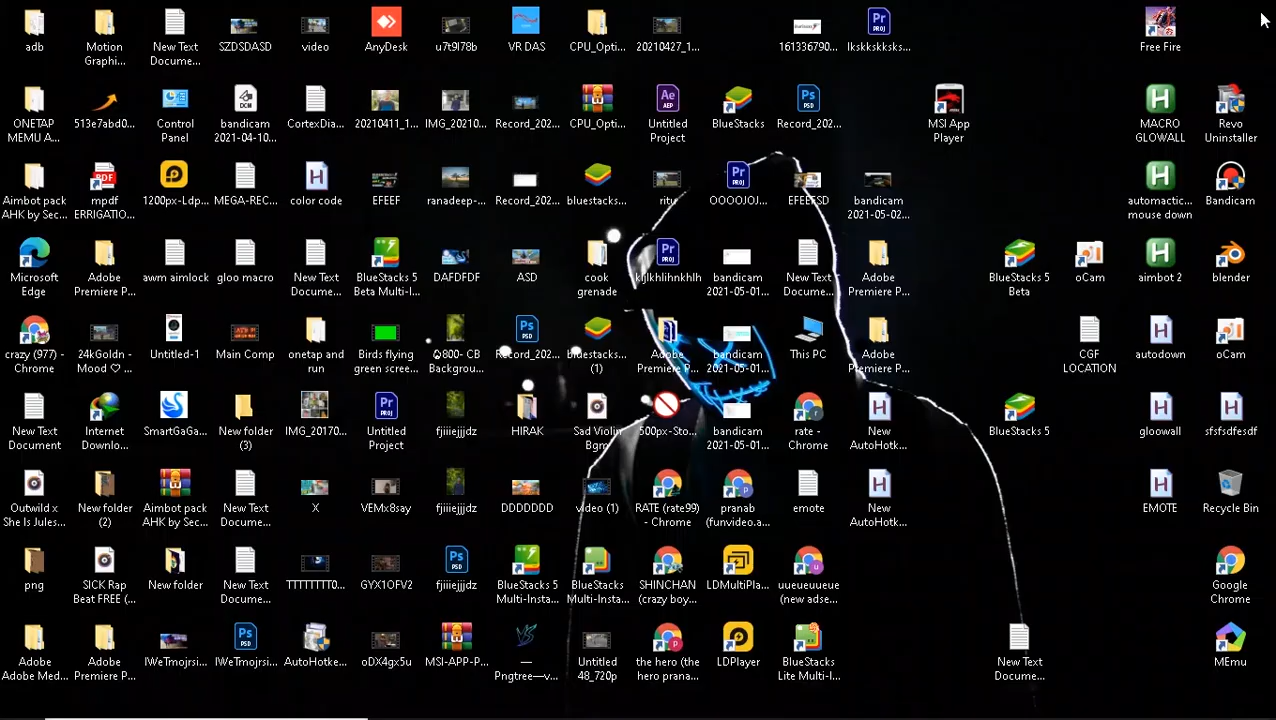 adb
Motion
Graphi...
New Text
Docume...
SZDSDASD
video
AnyDesk
u7t9l78b
VR DAS
CPU_Opti...
20210427_1...
161336790...
lkskkskksks...
Free Fire
ONETAP
MEMU A...
513e7abd0...
Control
Panel
bandicam
2021-04-10...
CortexDia...
20210411_1...
IMG_20210...
Record_202...
CPU_Opti...
Untitled
Project
BlueStacks
Record_202...
MSI App
Player
MACRO
GLOWALL
Revo
Uninstaller
Aimbot pack
AHK by Sec...
mpdf
ERRIGATIO...
1200px-Ldp...
MEGA-REC...
color code
EFEEF
ranadeep-...
Record_202...
bluestacks...
ritu
OOOOJOJ...
EFEEESD
bandicam
2021-05-02...
automactic...
mouse down
Bandicam
Microsoft
Edge
Adobe
Premiere P...
awm aimlock
gloo macro
New Text
Docume...
BlueStacks 5
Beta Multi-I...
DAFDFDF
ASD
cook
grenade
kljlkhlihnkhlh
bandicam
2021-05-01...
New Text
Docume...
Adobe
Premiere P...
BlueStacks 5
Beta
oCam
aimbot 2
blender
crazy (977) -
Chrome
24kGoldn -
Mood ♡ ...
Untitled-1
Main Comp
onetap and
run
Birds flying
green scree...
0800- CB
Backgrou...
Record_202...
bluestacks...
(1)
Adobe
Premiere P...
bandicam
2021-05-01...
This PC
Adobe
Premiere P...
CGF
LOCATION
autodown
oCam
New Text
Document
Internet
Downlo...
SmartGaGa...
New folder
(3)
IMG_20170...
Untitled
Project
fjiiiejjjdz
HIRAK
Sad Violin
Bgm
500px-Sto...
bandicam
2021-05-01...
rate -
Chrome
New
AutoHotk...
BlueStacks 5
gloowall
sfsfsdfesdf
Outwild x
She Is Jules...
New folder
(2)
Aimbot pack
AHK by Sec...
New Text
Docume...
X
VEMx8say
fjiiiejjjdz
DDDDDDD
video (1)
RATE (rate99)
- Chrome
pranab
(funvideo.a...
emote
New
AutoHotk...
EMOTE
Recycle Bin
png
SICK Rap
Beat FREE (...
New folder
New Text
Docume...
TTTTTTTT0...
GYX1OFV2
fjiiiejjjdz
BlueStacks 5
Multi-Insta...
BlueStacks
Multi-Insta...
SHINCHAN
(crazy boy...
LDMultiPla...
uueueuueue
(new adse...
Google
Chrome
Adobe
Adobe Med...
Adobe
Premiere P...
IWeTmojrsi...
IWeTmojrsi...
AutoHotke...
oDX4gx5u
MSI-APP-P...
—
Pngtree—v...
Untitled
48_720p
the hero (the
hero prana...
LDPlayer
BlueStacks
Lite Multi-I...
New Text
Docume...
MEmu